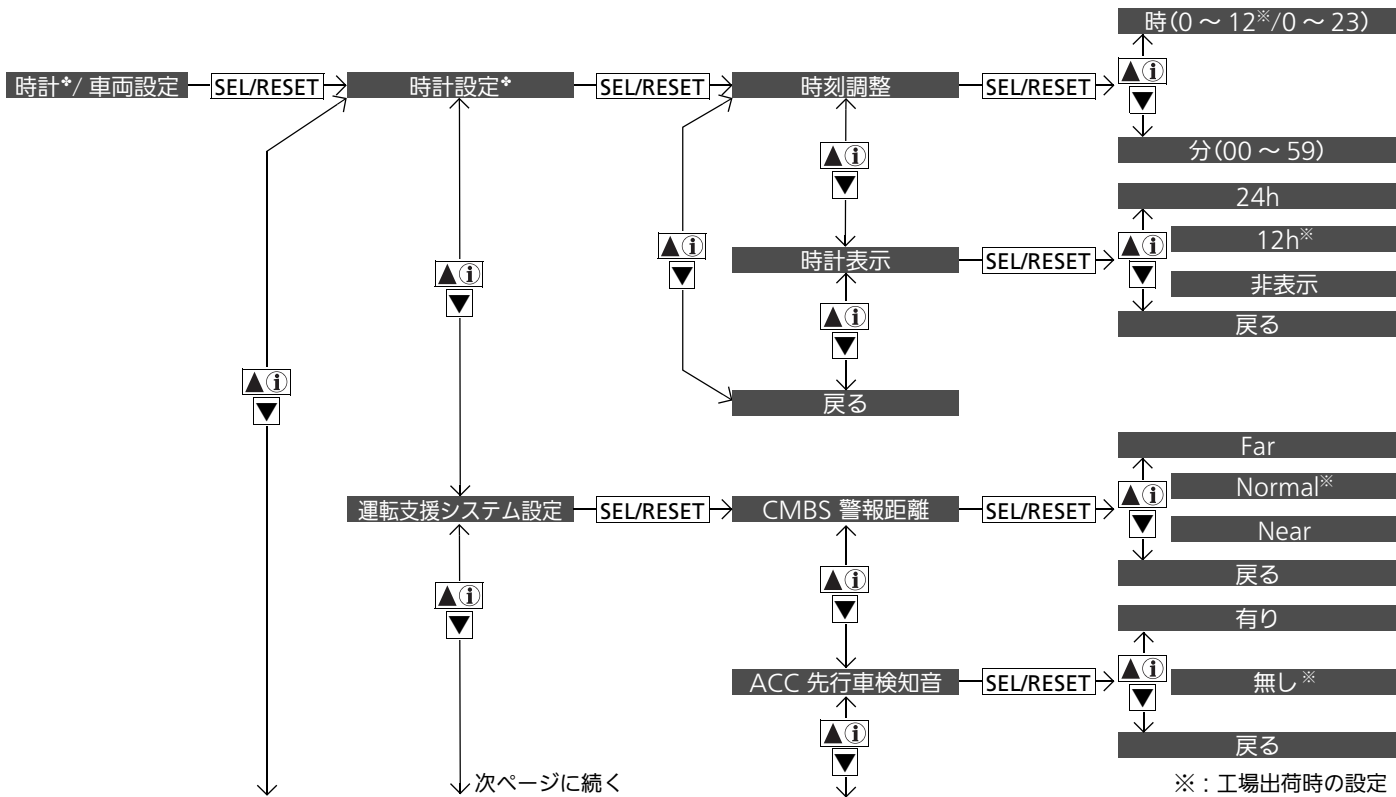 時(0 ～ 12※/0 ～ 23)
時計✤/ 車両設定 SEL/RESET 時計設定✤ SEL/RESET 時刻調整 SEL/RESET ▲ⓘ
▼
分(00 ～ 59)
▲ⓘ
▼
24h
▲ⓘ
▼
▲ⓘ
▼
時計表示 SEL/RESET ▲ⓘ
▼
12h※
非表示
戻る
▲ⓘ
▼
戻る
▲ⓘ
▼
Far
運転支援システム設定 SEL/RESET CMBS 警報距離 SEL/RESET ▲ⓘ
▼
Normal※
Near
戻る
▲ⓘ
▼
▲ⓘ
▼
有り
ACC 先行車検知音 SEL/RESET ▲ⓘ
▼
無し※
戻る
▲ⓘ
▼
次ページに続く
※：工場出荷時の設定